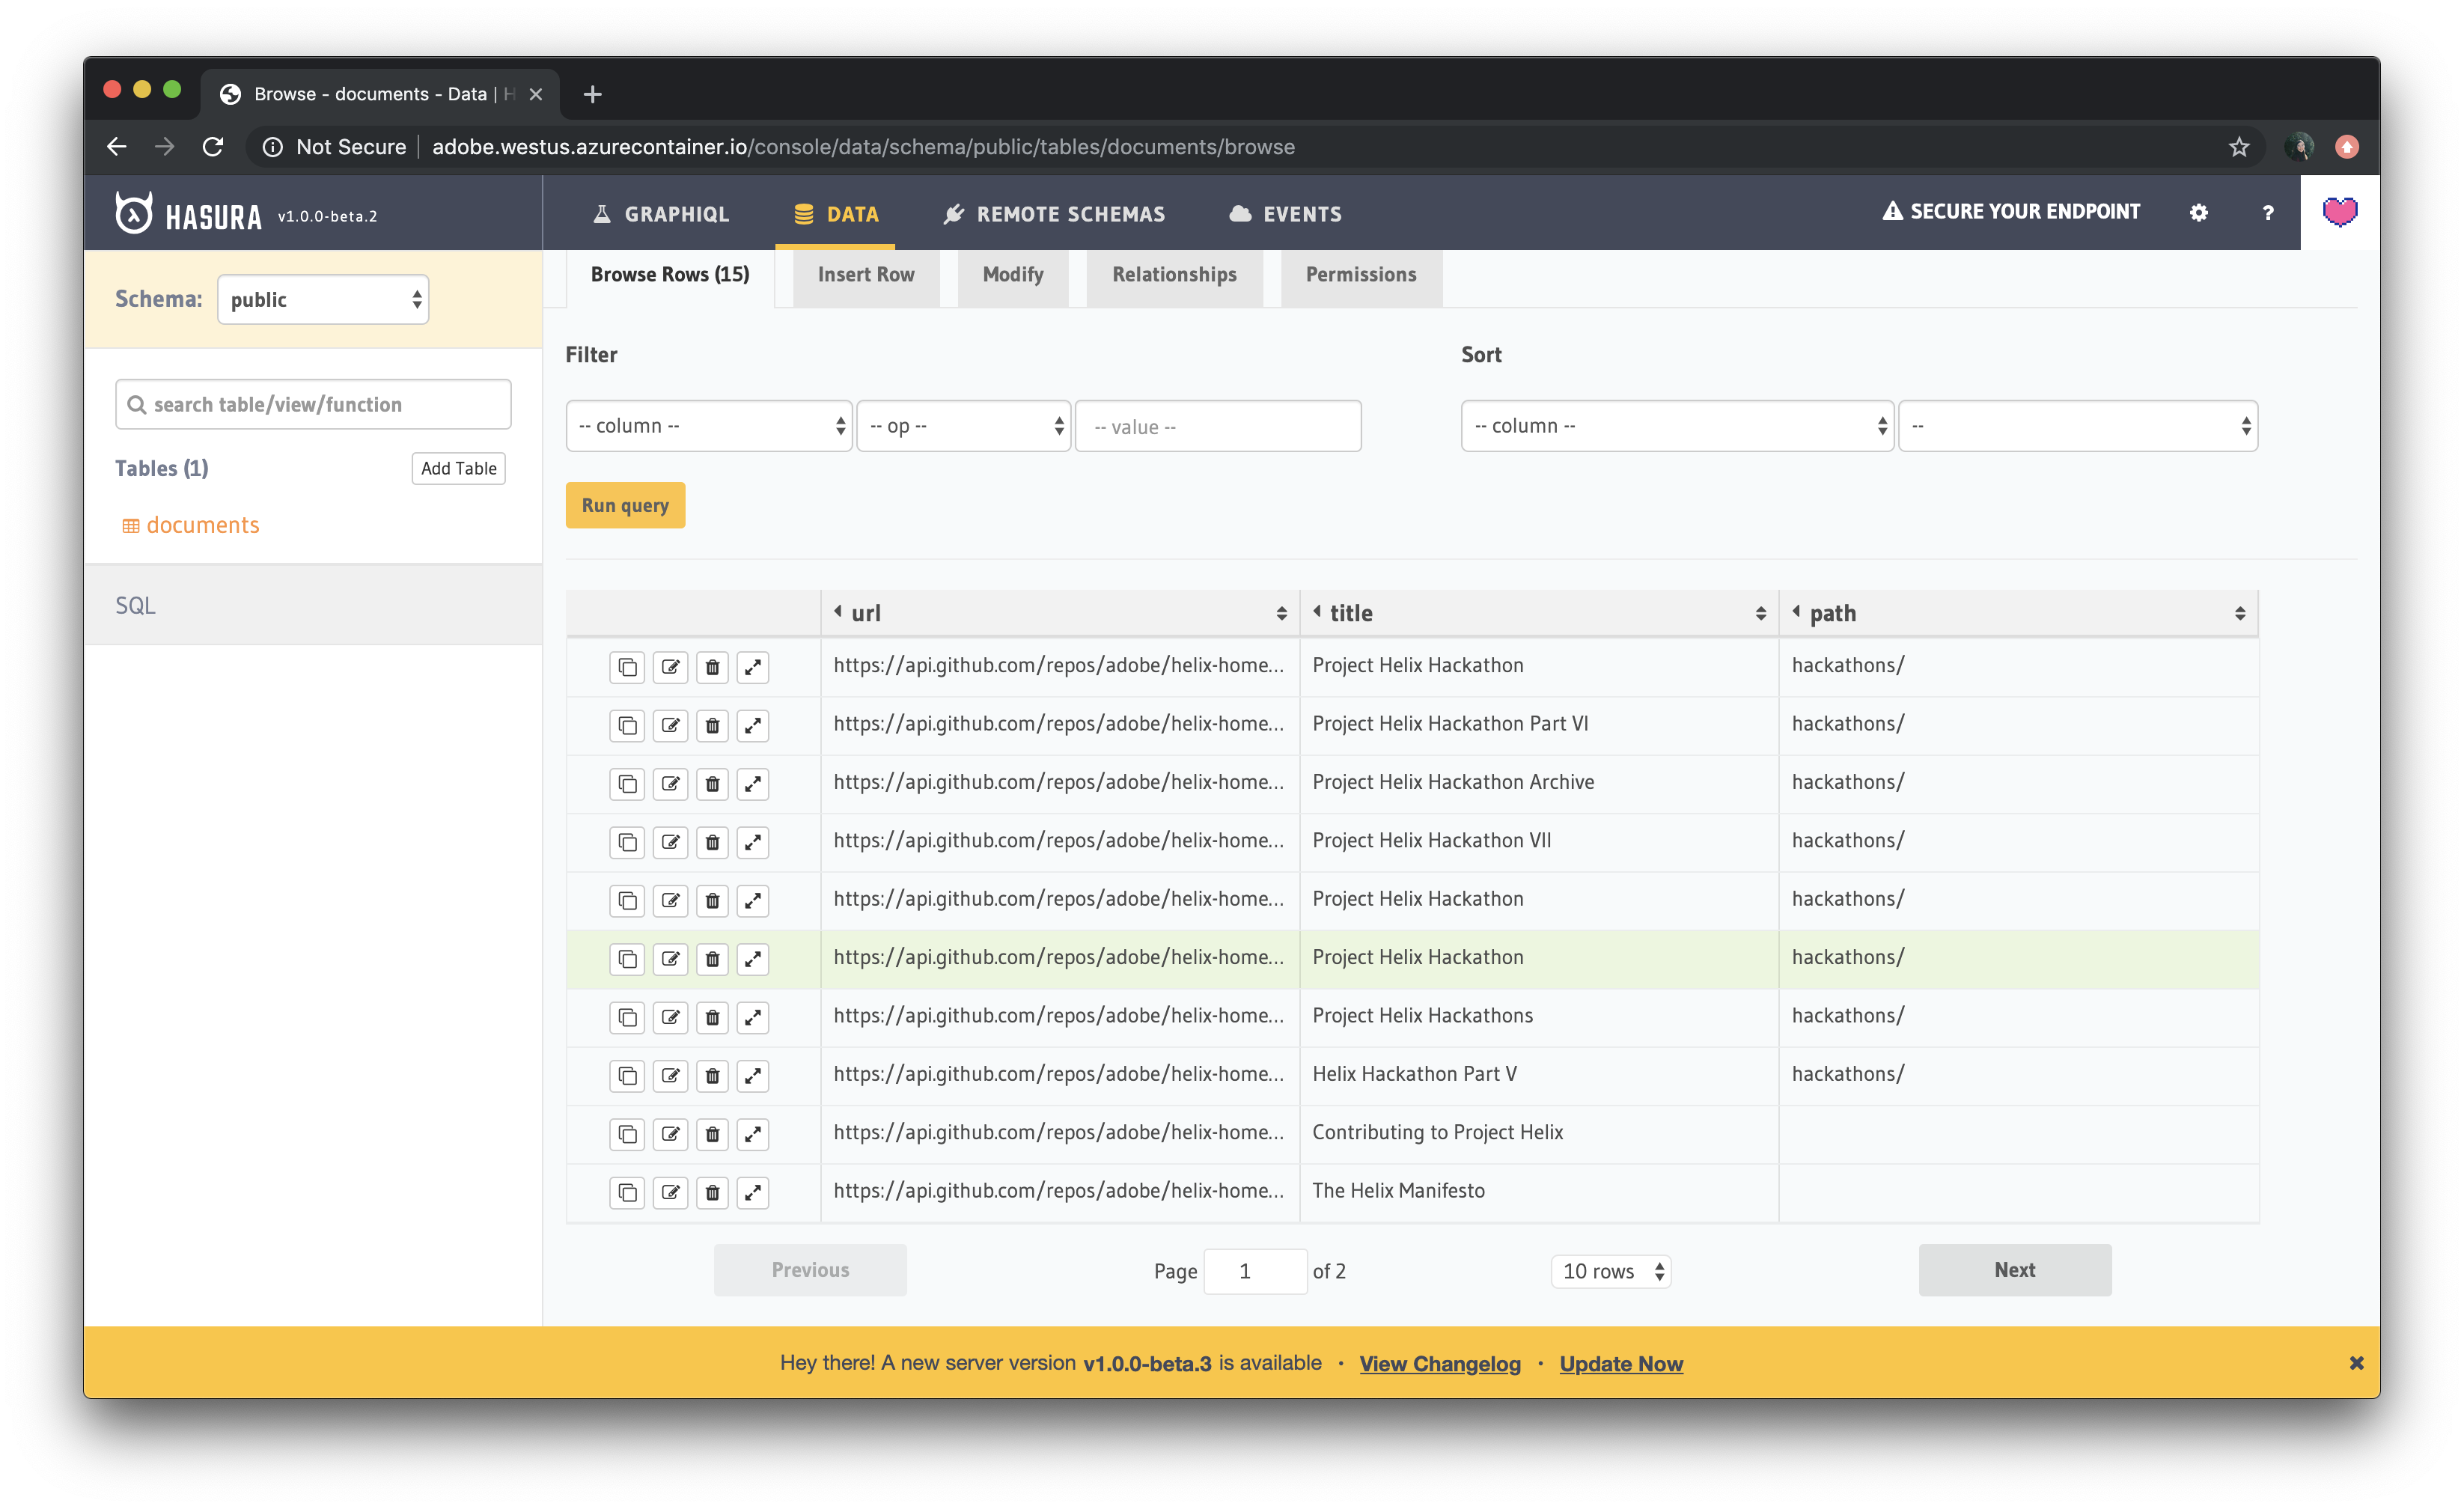 Browse - documents - Data | H
Not Secure | adobe.westus.azurecontainer.io/console/data/schema/public/tables/documents/browse
HASURA v1.0.0-beta.2 GRAPHIQL DATA REMOTE SCHEMAS EVENTS SECURE YOUR ENDPOINT ?
Schema: public
Browse Rows (15) Insert Row Modify Relationships Permissions
Filter Sort
search table/view/function
-- column -- -- op -- -- value -- -- column -- --
Tables (1) Add Table
Run query
documents
SQL
url title path
https://api.github.com/repos/adobe/helix-home... Project Helix Hackathon hackathons/
https://api.github.com/repos/adobe/helix-home... Project Helix Hackathon Part VI hackathons/
https://api.github.com/repos/adobe/helix-home... Project Helix Hackathon Archive hackathons/
https://api.github.com/repos/adobe/helix-home... Project Helix Hackathon VII hackathons/
https://api.github.com/repos/adobe/helix-home... Project Helix Hackathon hackathons/
https://api.github.com/repos/adobe/helix-home... Project Helix Hackathon hackathons/
https://api.github.com/repos/adobe/helix-home... Project Helix Hackathons hackathons/
https://api.github.com/repos/adobe/helix-home... Helix Hackathon Part V hackathons/
https://api.github.com/repos/adobe/helix-home... Contributing to Project Helix
https://api.github.com/repos/adobe/helix-home... The Helix Manifesto
Previous Page 1 of 2 10 rows Next
Hey there! A new server version v1.0.0-beta.3 is available · View Changelog · Update Now